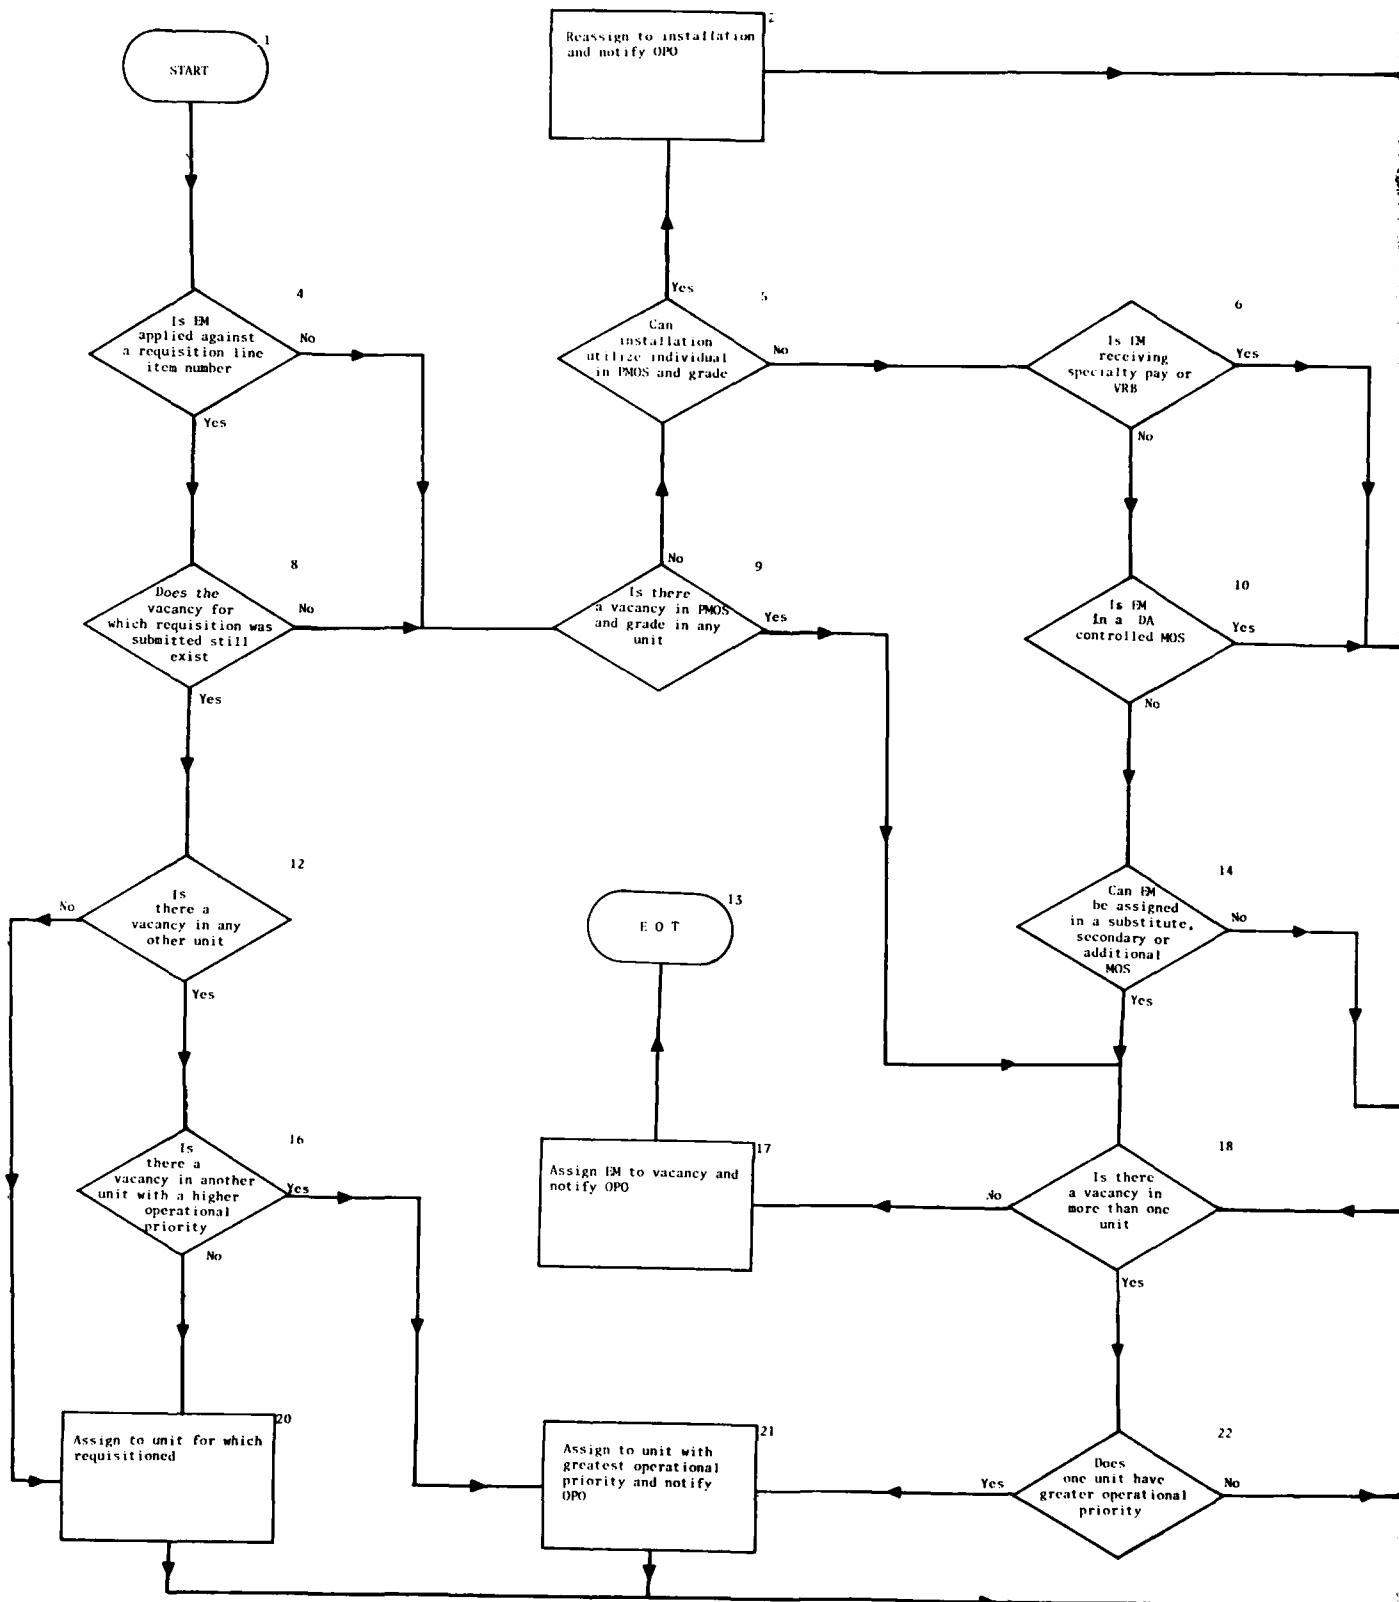 1
START
2
Reassign to installation
and notify OPO
4
Is EM
applied against
a requisition line
item number
No
Yes
5
Can
installation
utilize individual
in PMOS and grade
Yes
No
6
Is EM
receiving
specialty pay or
VRB
Yes
No
8
Does the
vacancy for
which requisition was
submitted still
exist
No
Yes
9
Is there
a vacancy in PMOS
and grade in any
unit
No
Yes
10
Is EM
in a DA
controlled MOS
Yes
No
12
Is
there a
vacancy in any
other unit
No
Yes
13
E O T
14
Can EM
be assigned
in a substitute,
secondary or
additional
MOS
No
Yes
16
Is
there a
vacancy in another
unit with a higher
operational
priority
Yes
No
17
Assign EM to vacancy and
notify OPO
18
Is there
a vacancy in
more than one
unit
No
Yes
20
Assign to unit for which
requisitioned
21
Assign to unit with
greatest operational
priority and notify
OPO
22
Does
one unit have
greater operational
priority
Yes
No